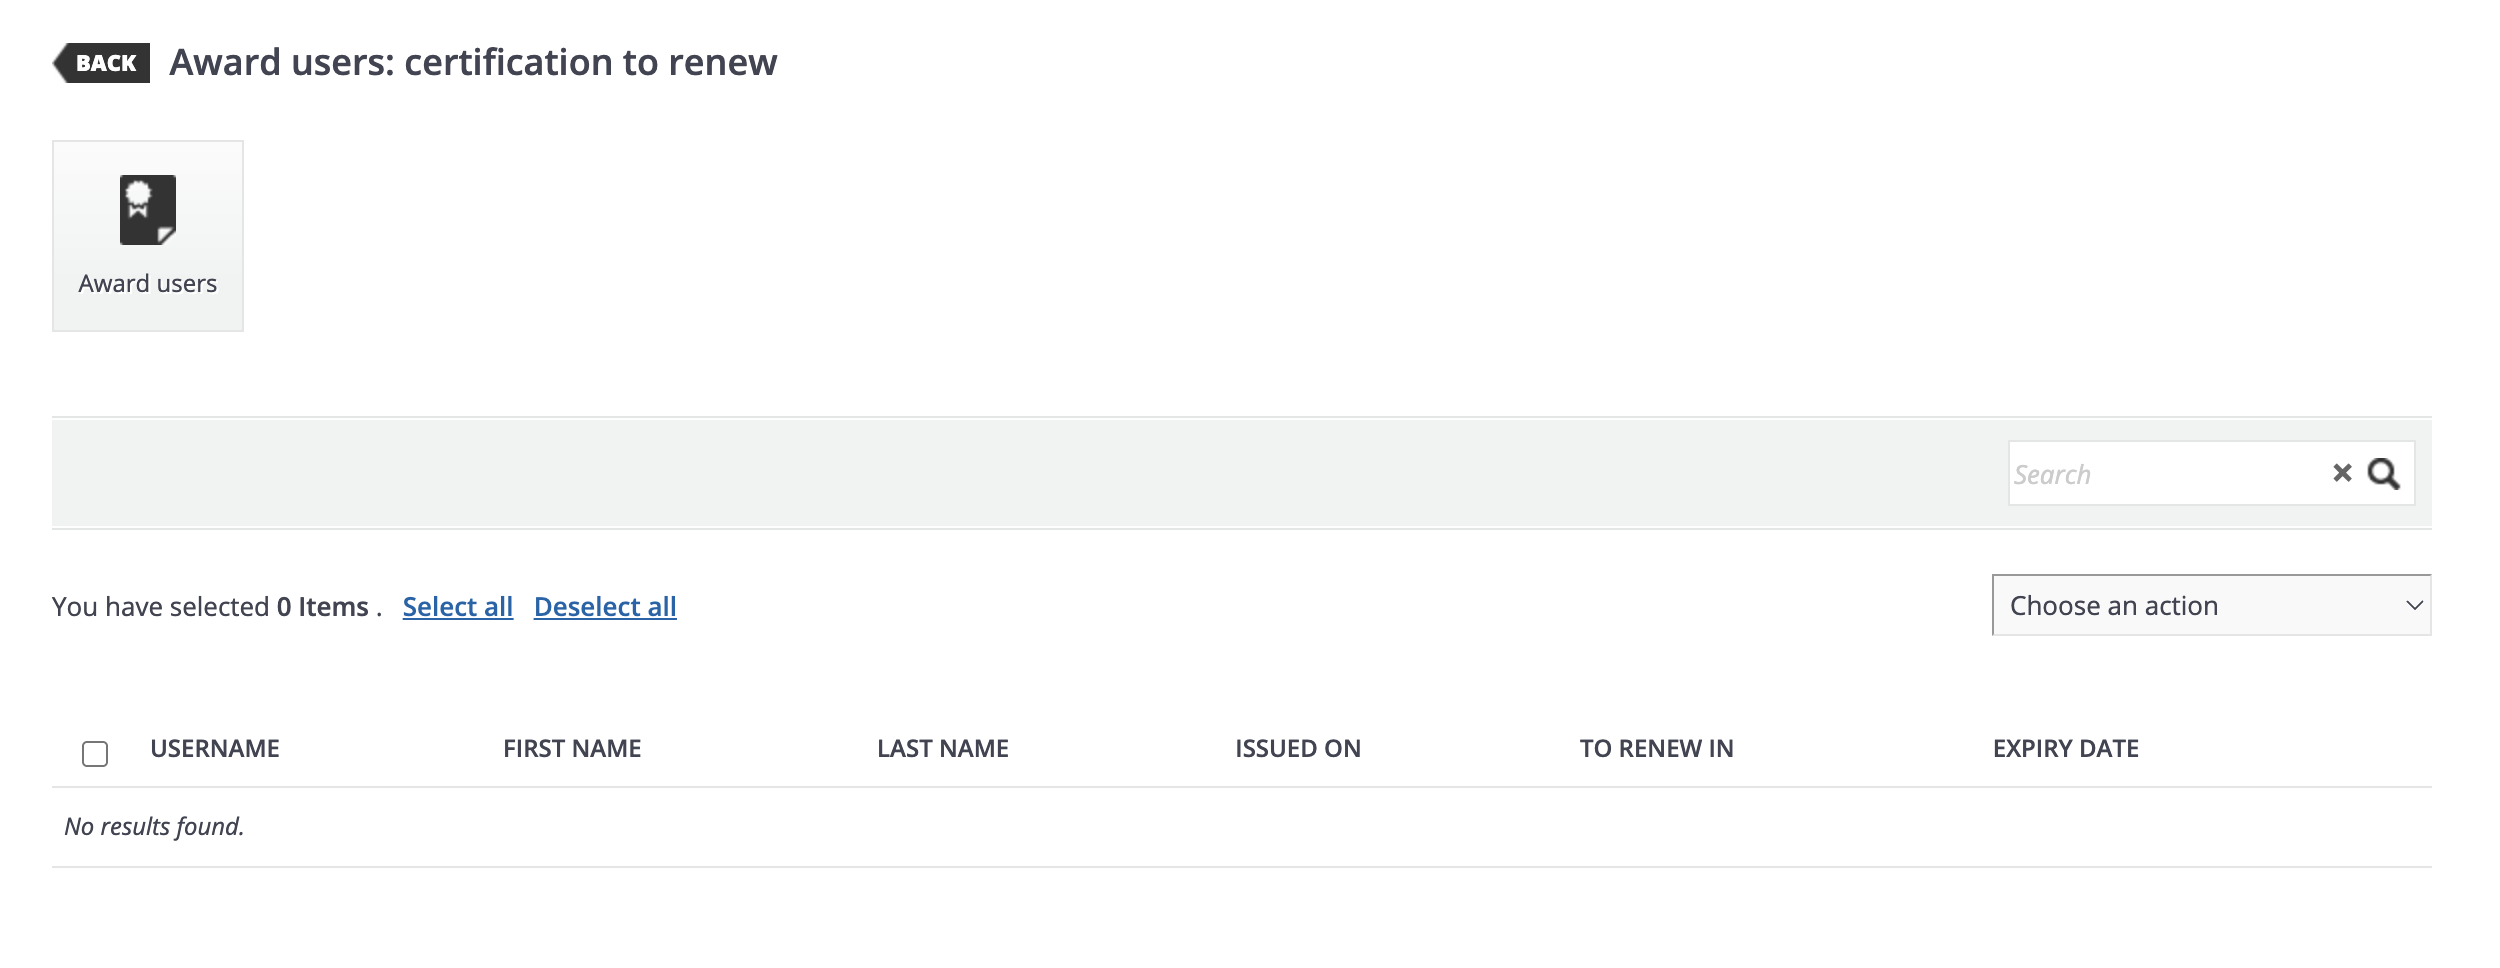 BACK Award users: certification to renew
Award users
Search
You have selected 0 Items . Select all Deselect all
Choose an action
USERNAME FIRST NAME LAST NAME ISSUED ON TO RENEW IN EXPIRY DATE
No results found.